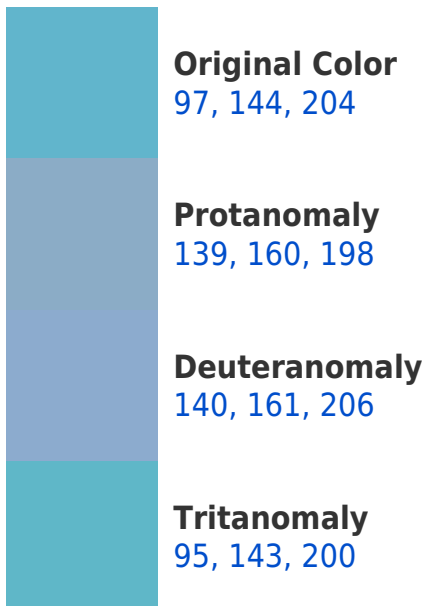 Original Color
97, 144, 204
Protanomaly
139, 160, 198
Deuteranomaly
140, 161, 206
Tritanomaly
95, 143, 200